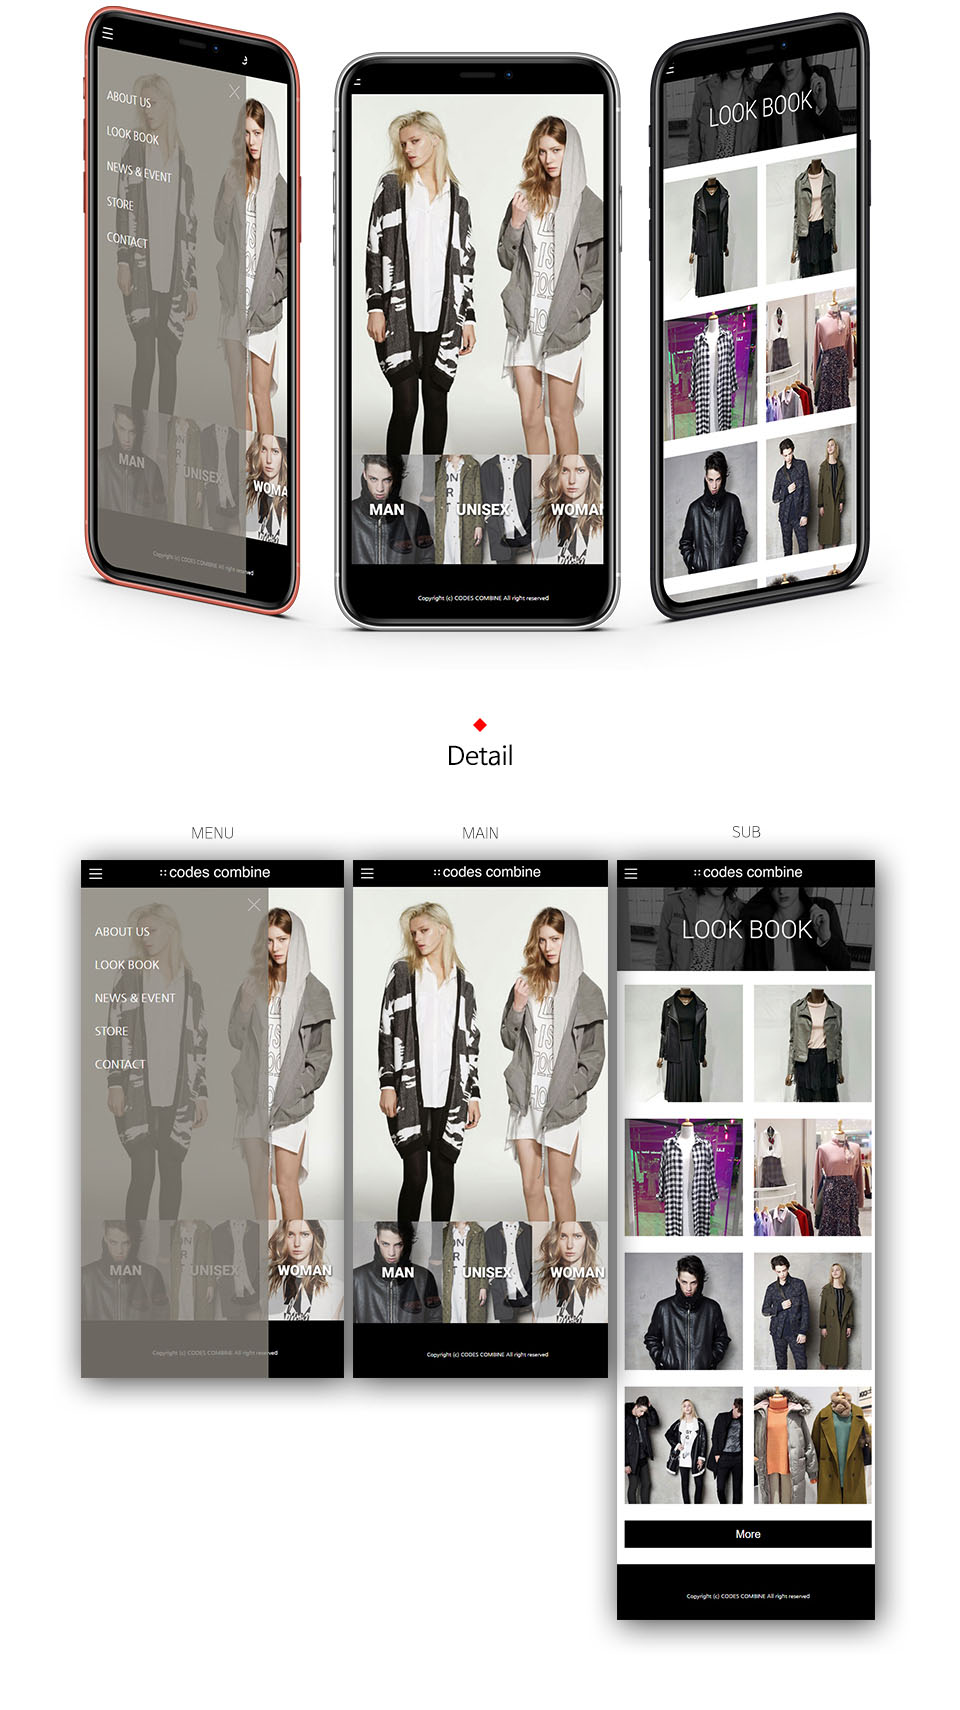 ABOUT US
LOOK BOOK
NEWS & EVENT
STORE
CONTACT
MAN
UNISEX
WOMA
Copyright (c) CODES COMBINE All right reserved
MAN
UNISEX
WOMAN
Copyright (c) CODES COMBINE All right reserved
LOOK BOOK
Detail
MENU
MAIN
SUB
:: codes combine
ABOUT US
LOOK BOOK
NEWS & EVENT
STORE
CONTACT
MAN
UNISEX
WOMAN
Copyright (c) CODES COMBINE All right reserved
:: codes combine
MAN
UNISEX
WOMAN
Copyright (c) CODES COMBINE All right reserved
:: codes combine
LOOK BOOK
More
Copyright (c) CODES COMBINE All right reserved